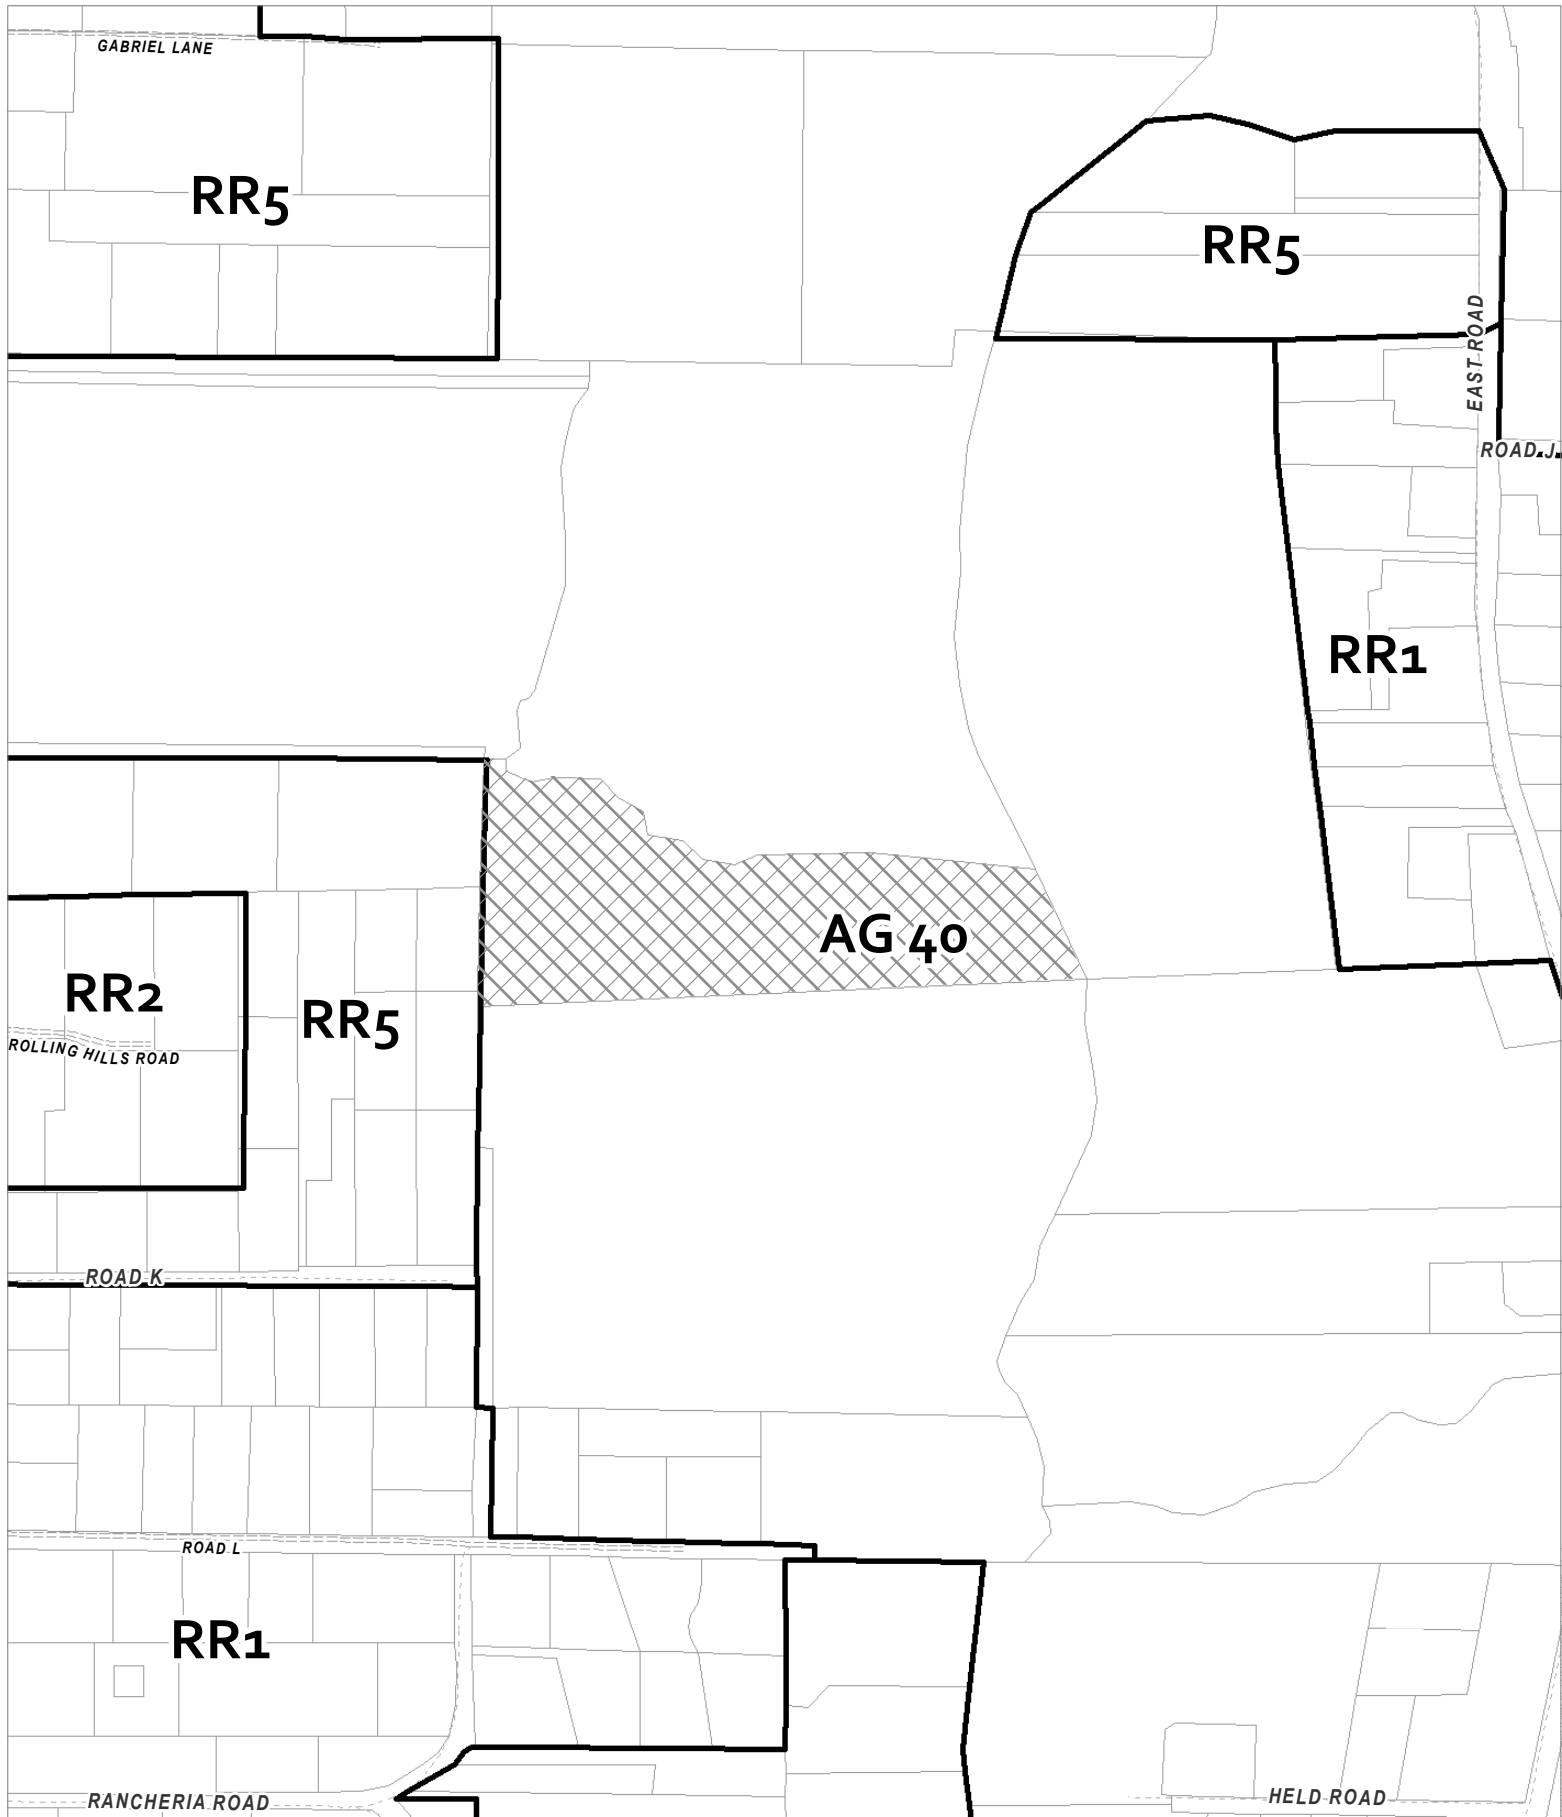 GABRIEL LANE
RR5
RR5
EAST ROAD
ROAD J
RR1
AG 40
RR2
RR5
ROLLING HILLS ROAD
ROAD K
ROAD L
RR1
RANCHERIA ROAD
HELD ROAD